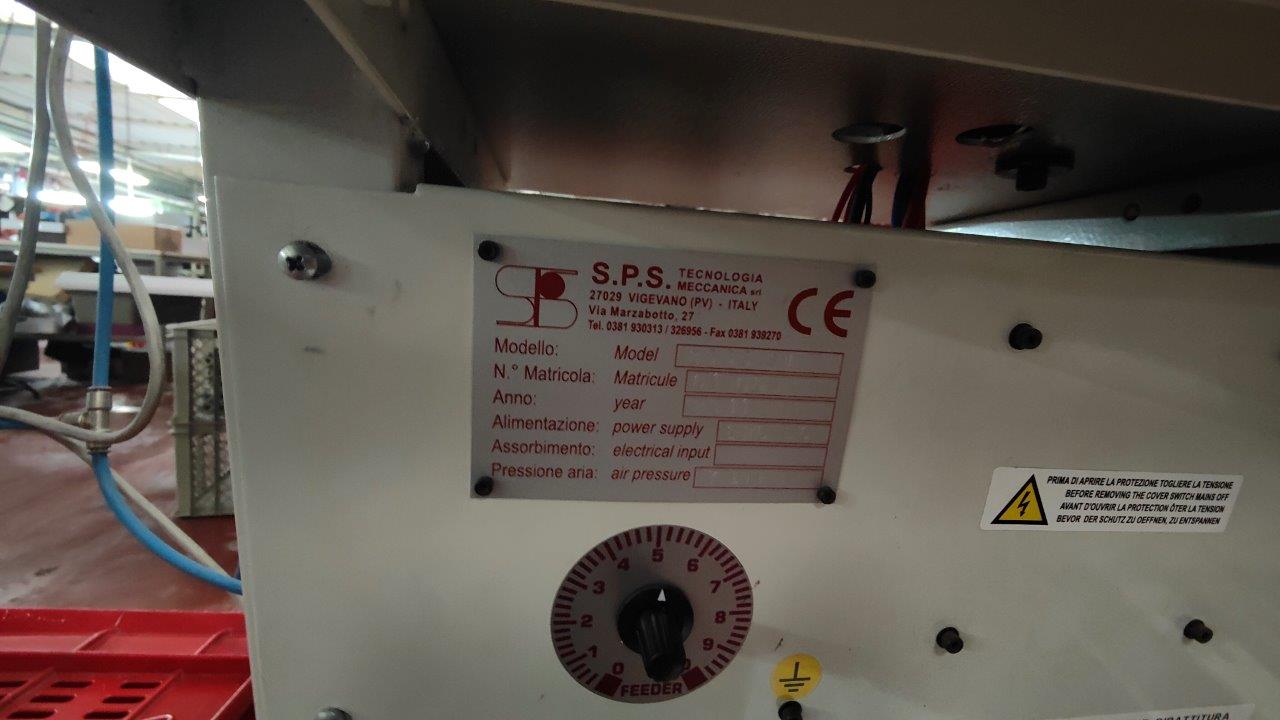 S.P.S. TECNOLOGIA MECCANICA srl
27029 VIGEVANO (PV) - ITALY
Via Marzabotto, 27
Tel. 0381 930313 / 326956 - Fax 0381 939270
CE
Modello: Model
N.° Matricola: Matricule
Anno: year
Alimentazione: power supply
Assorbimento: electrical input
Pressione aria: air pressure
PRIMA DI APRIRE LA PROTEZIONE TOGLIERE LA TENSIONE
BEFORE REMOVING THE COVER SWITCH MAINS OFF
AVANT D'OUVRIR LA PROTECTION ÔTER LA TENSION
BEVOR DER SCHUTZ ZU OEFFNEN, ZU ENTSPANNEN
0 1 2 3 4 5 6 7 8 9
FEEDER